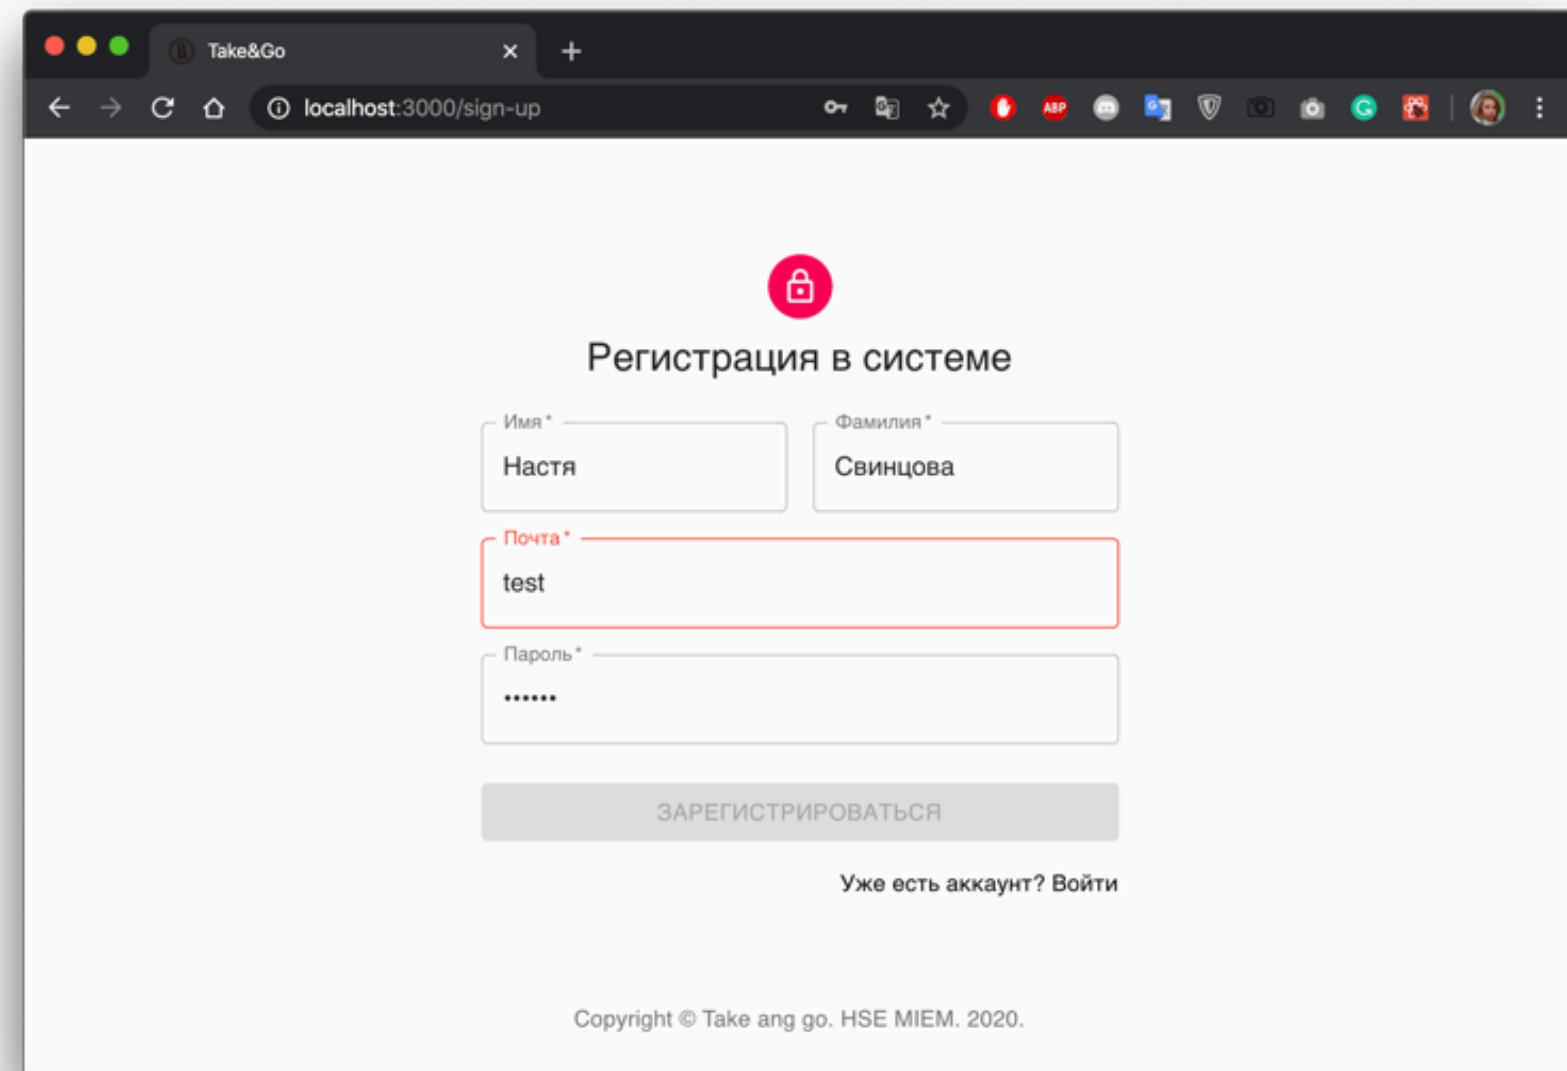 Take&Go
localhost:3000/sign-up
ABP
Регистрация в системе
Имя *
Фамилия *
Настя
Свинцова
Почта *
test
Пароль *
••••••
ЗАРЕГИСТРИРОВАТЬСЯ
Уже есть аккаунт? Войти
Copyright © Take ang go. HSE MIEM. 2020.